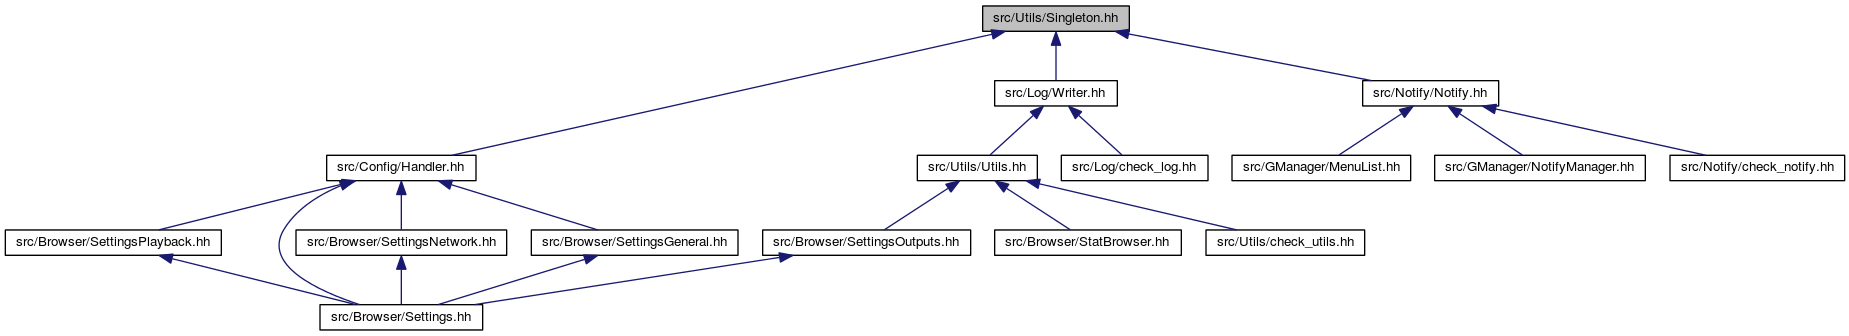 src/Utils/Singleton.hh
src/Log/Writer.hh
src/Notify/Notify.hh
src/Config/Handler.hh
src/Utils/Utils.hh
src/Log/check_log.hh
src/GManager/MenuList.hh
src/GManager/NotifyManager.hh
src/Notify/check_notify.hh
src/Browser/SettingsPlayback.hh
src/Browser/SettingsNetwork.hh
src/Browser/SettingsGeneral.hh
src/Browser/SettingsOutputs.hh
src/Browser/StatBrowser.hh
src/Utils/check_utils.hh
src/Browser/Settings.hh